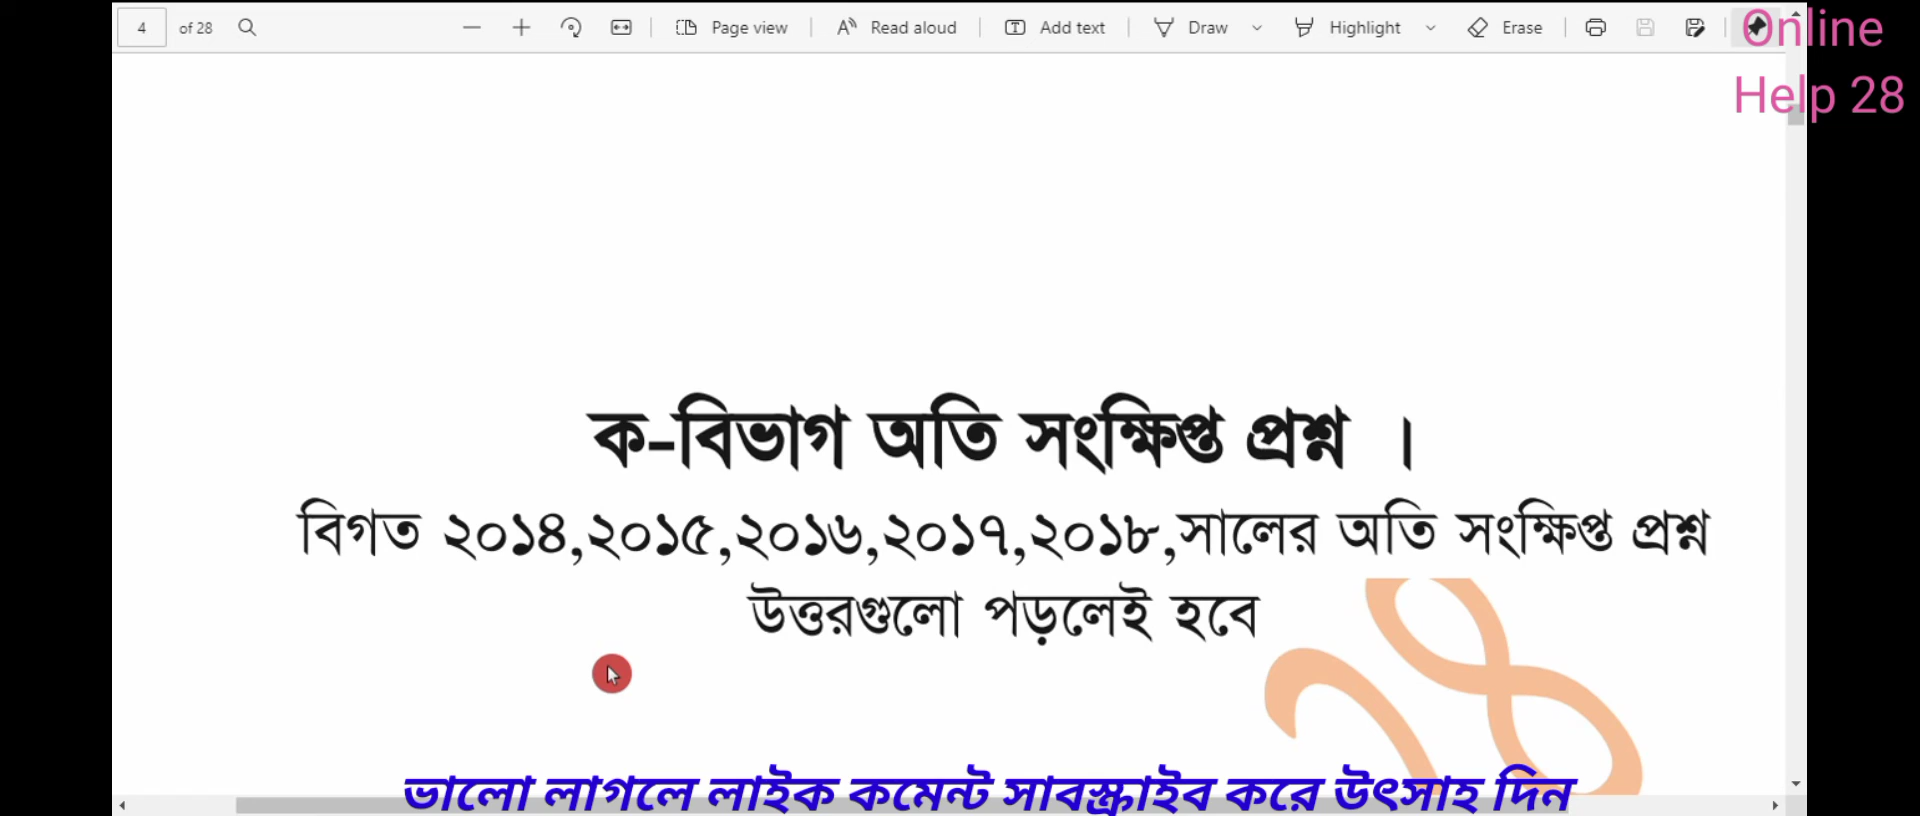 4 of 28 Page view Read aloud Add text Draw Highlight Erase
Online
Help 28
ক-বিভাগ অতি সংক্ষিপ্ত প্রশ্ন ।
বিগত ২০১৪,২০১৫,২০১৬,২০১৭,২০১৮,সালের অতি সংক্ষিপ্ত প্রশ্ন
উত্তরগুলো পড়লেই হবে
ভালো লাগলে লাইক কমেন্ট সাবস্ক্রাইব করে উৎসাহ দিন